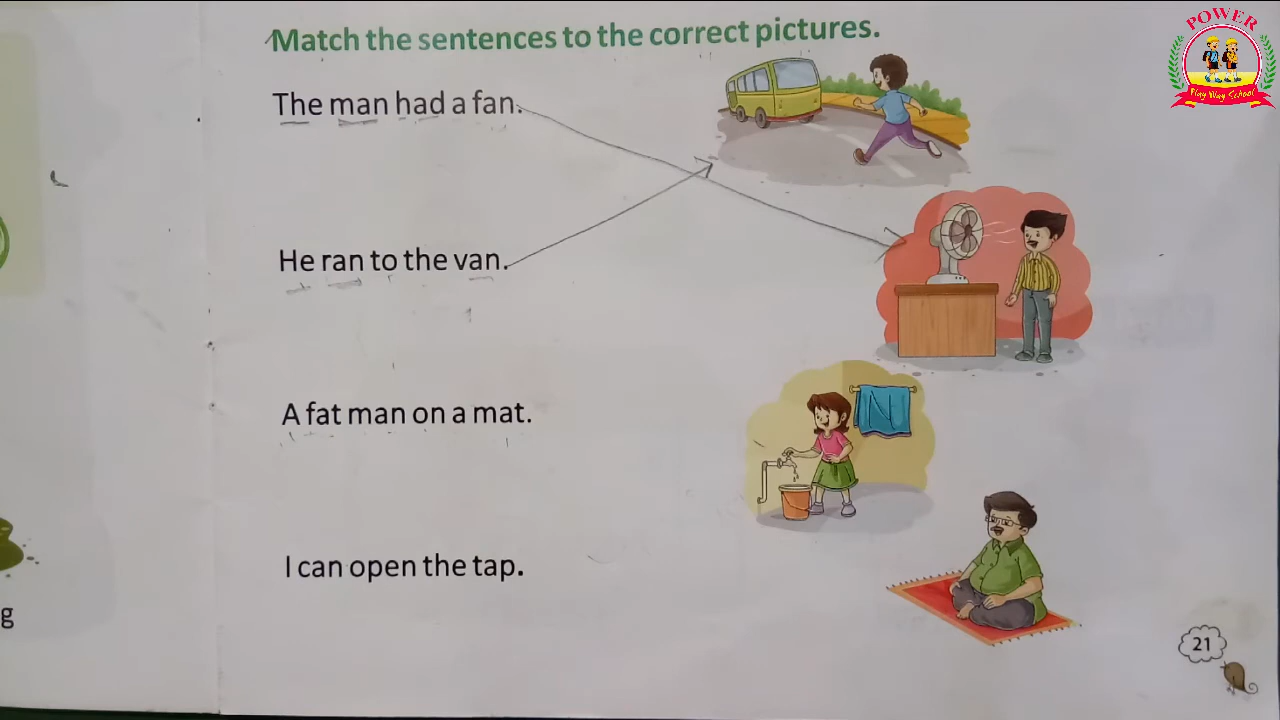 Match the sentences to the correct pictures.
POWER
Play Way School
The man had a fan.
He ran to the van.
A fat man on a mat.
I can open the tap.
g
21